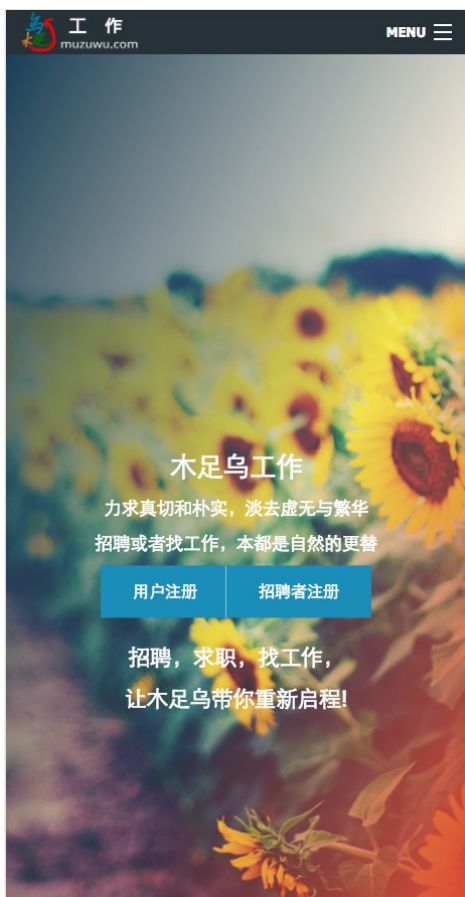 乌木足
工 作
muzuwu.com
MENU
木足乌工作
力求真切和朴实，淡去虚无与繁华
招聘或者找工作，本都是自然的更替
用户注册
招聘者注册
招聘，求职，找工作，
让木足乌带你重新启程!